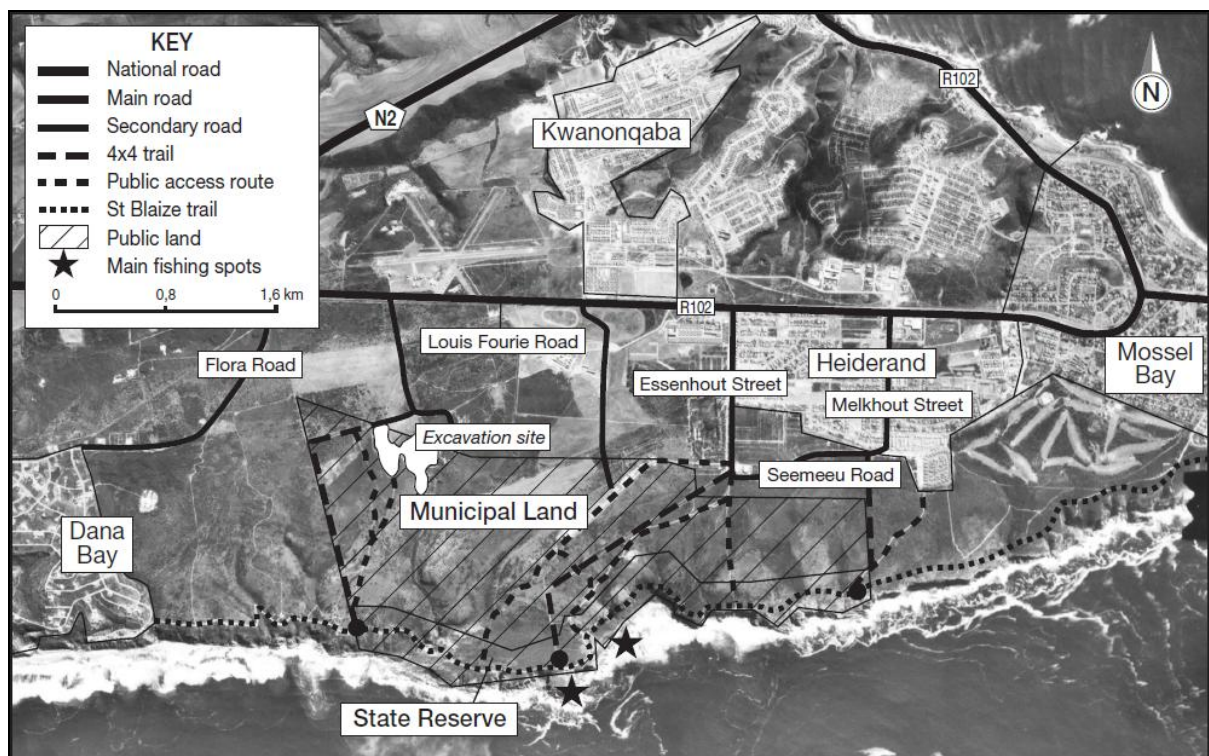 KEY
National road
Main road
Secondary road
4x4 trail
Public access route
St Blaize trail
Public land
Main fishing spots
0 0,8 1,6 km
N2
R102
N
Kwanonqaba
R102
Louis Fourie Road
Flora Road
Essenhout Street
Heiderand
Melkhout Street
Mossel
Bay
Excavation site
Seemeeu Road
Municipal Land
Dana
Bay
State Reserve